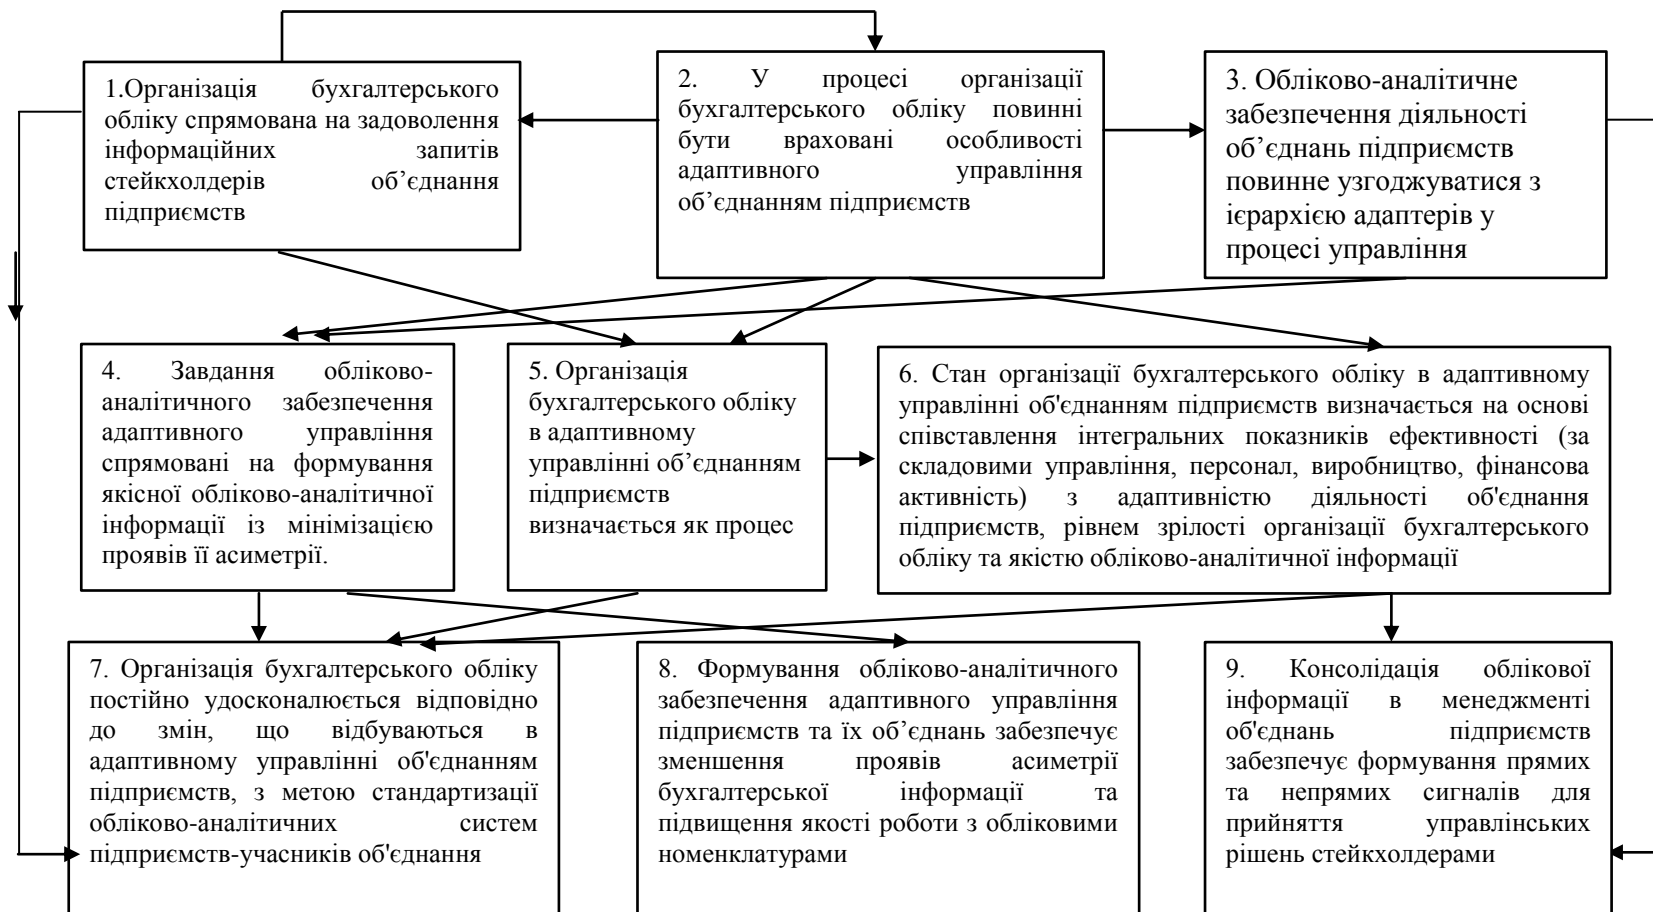 1.Організація бухгалтерського
обліку спрямована на задоволення
інформаційних запитів
стейкхолдерів об’єднання
підприємств
2. У процесі організації
бухгалтерського обліку повинні
бути враховані особливості
адаптивного управління
об’єднанням підприємств
3. Обліково-аналітичне
забезпечення діяльності
об’єднань підприємств
повинне узгоджуватися з
ієрархією адаптерів у
процесі управління
4. Завдання обліково-
аналітичного забезпечення
адаптивного управління
спрямовані на формування
якісної обліково-аналітичної
інформації із мінімізацією
проявів її асиметрії.
5. Організація
бухгалтерського обліку
в адаптивному
управлінні об’єднанням
підприємств
визначається як процес
6. Стан організації бухгалтерського обліку в адаптивному
управлінні об'єднанням підприємств визначається на основі
співставлення інтегральних показників ефективності (за
складовими управління, персонал, виробництво, фінансова
активність) з адаптивністю діяльності об'єднання
підприємств, рівнем зрілості організації бухгалтерського
обліку та якістю обліково-аналітичної інформації
7. Організація бухгалтерського обліку
постійно удосконалюється відповідно
до змін, що відбуваються в
адаптивному управлінні об'єднанням
підприємств, з метою стандартизації
обліково-аналітичних систем
підприємств-учасників об'єднання
8. Формування обліково-аналітичного
забезпечення адаптивного управління
підприємств та їх об’єднань забезпечує
зменшення проявів асиметрії
бухгалтерської інформації та
підвищення якості роботи з обліковими
номенклатурами
9. Консолідація облікової
інформації в менеджменті
об'єднань підприємств
забезпечує формування прямих
та непрямих сигналів для
прийняття управлінських
рішень стейкхолдерами